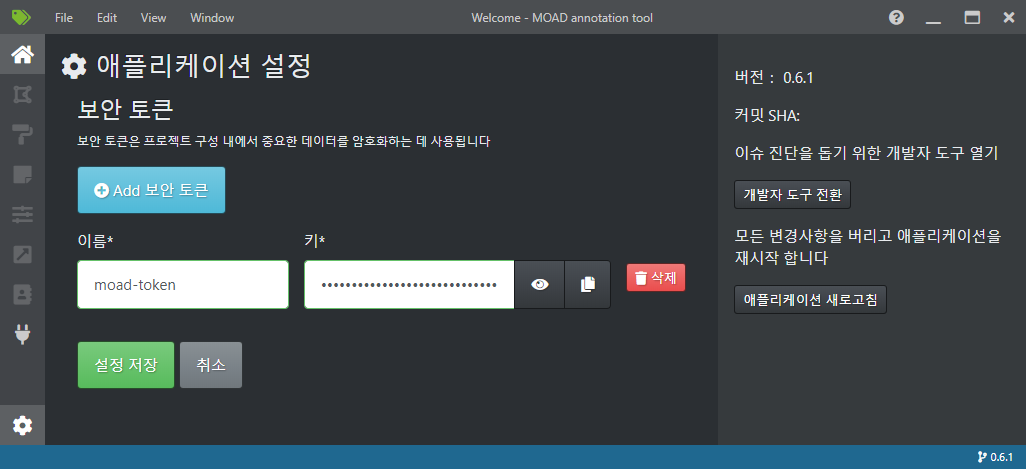 File Edit View Window Welcome - MOAD annotation tool
애플리케이션 설정
보안 토큰
보안 토큰은 프로젝트 구성 내에서 중요한 데이터를 암호화하는 데 사용됩니다
Add 보안 토큰
이름* 키*
moad-token ••••••••••••••••••••••••••••• 삭제
설정 저장 취소
버전 : 0.6.1
커밋 SHA:
이슈 진단을 돕기 위한 개발자 도구 열기
개발자 도구 전환
모든 변경사항을 버리고 애플리케이션을
재시작 합니다
애플리케이션 새로고침
0.6.1